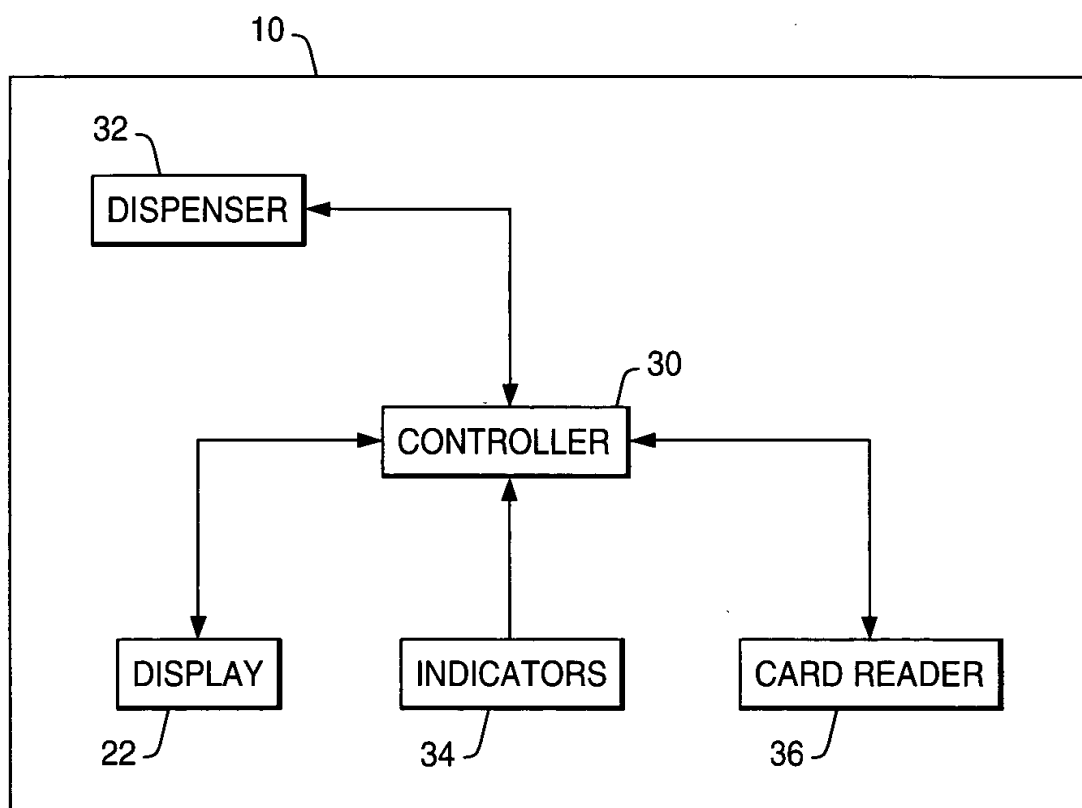 10
32
DISPENSER
30
CONTROLLER
DISPLAY
INDICATORS
CARD READER
22
34
36